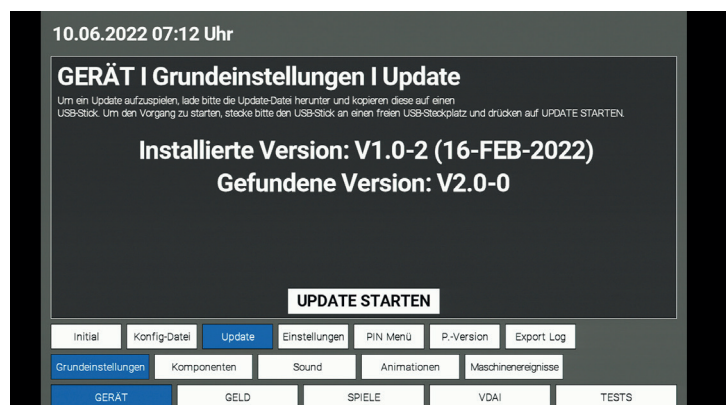 10.06.2022 07:12 Uhr
GERÄT I Grundeinstellungen I Update
Um ein Update aufzuspielen, lade bitte die Update-Datei herunter und kopieren diese auf einen
USB-Stick. Um den Vorgang zu starten, stecke bitte den USB-Stick an einen freien USB-Steckplatz und drücken auf UPDATE STARTEN.
Installierte Version: V1.0-2 (16-FEB-2022)
Gefundene Version: V2.0-0
UPDATE STARTEN
Initial Konfig-Datei Update Einstellungen PIN Menü P.-Version Export Log
Grundeinstellungen Komponenten Sound Animationen Maschinenereignisse
GERÄT GELD SPIELE VDAI TESTS